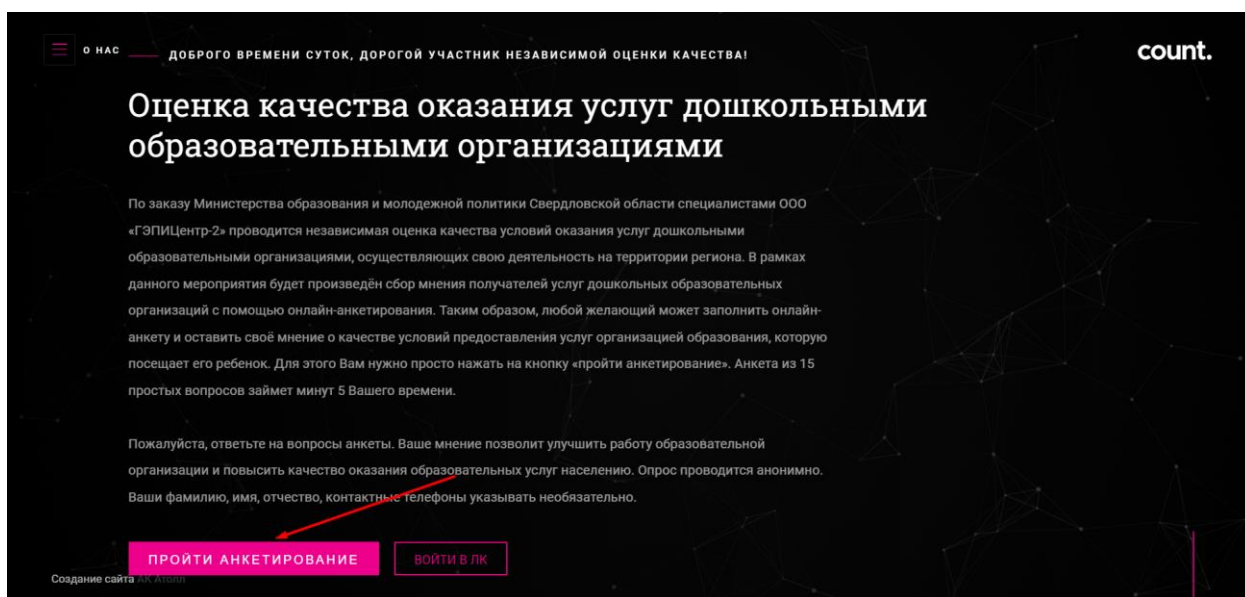 О НАС
ДОБРОГО ВРЕМЕНИ СУТОК, ДОРОГОЙ УЧАСТНИК НЕЗАВИСИМОЙ ОЦЕНКИ КАЧЕСТВА!
count.
Оценка качества оказания услуг дошкольными
образовательными организациями
По заказу Министерства образования и молодежной политики Свердловской области специалистами ООО
«ГЭПИЦентр-2» проводится независимая оценка качества условий оказания услуг дошкольными
образовательными организациями, осуществляющих свою деятельность на территории региона. В рамках
данного мероприятия будет произведён сбор мнения получателей услуг дошкольных образовательных
организаций с помощью онлайн-анкетирования. Таким образом, любой желающий может заполнить онлайн-
анкету и оставить своё мнение о качестве условий предоставления услуг организацией образования, которую
посещает его ребенок. Для этого Вам нужно просто нажать на кнопку «пройти анкетирование». Анкета из 15
простых вопросов займет минут 5 Вашего времени.
Пожалуйста, ответьте на вопросы анкеты. Ваше мнение позволит улучшить работу образовательной
организации и повысить качество оказания образовательных услуг населению. Опрос проводится анонимно.
Ваши фамилию, имя, отчество, контактные телефоны указывать необязательно.
ПРОЙТИ АНКЕТИРОВАНИЕ
ВОЙТИ В ЛК
Создание сайта АК Атолл